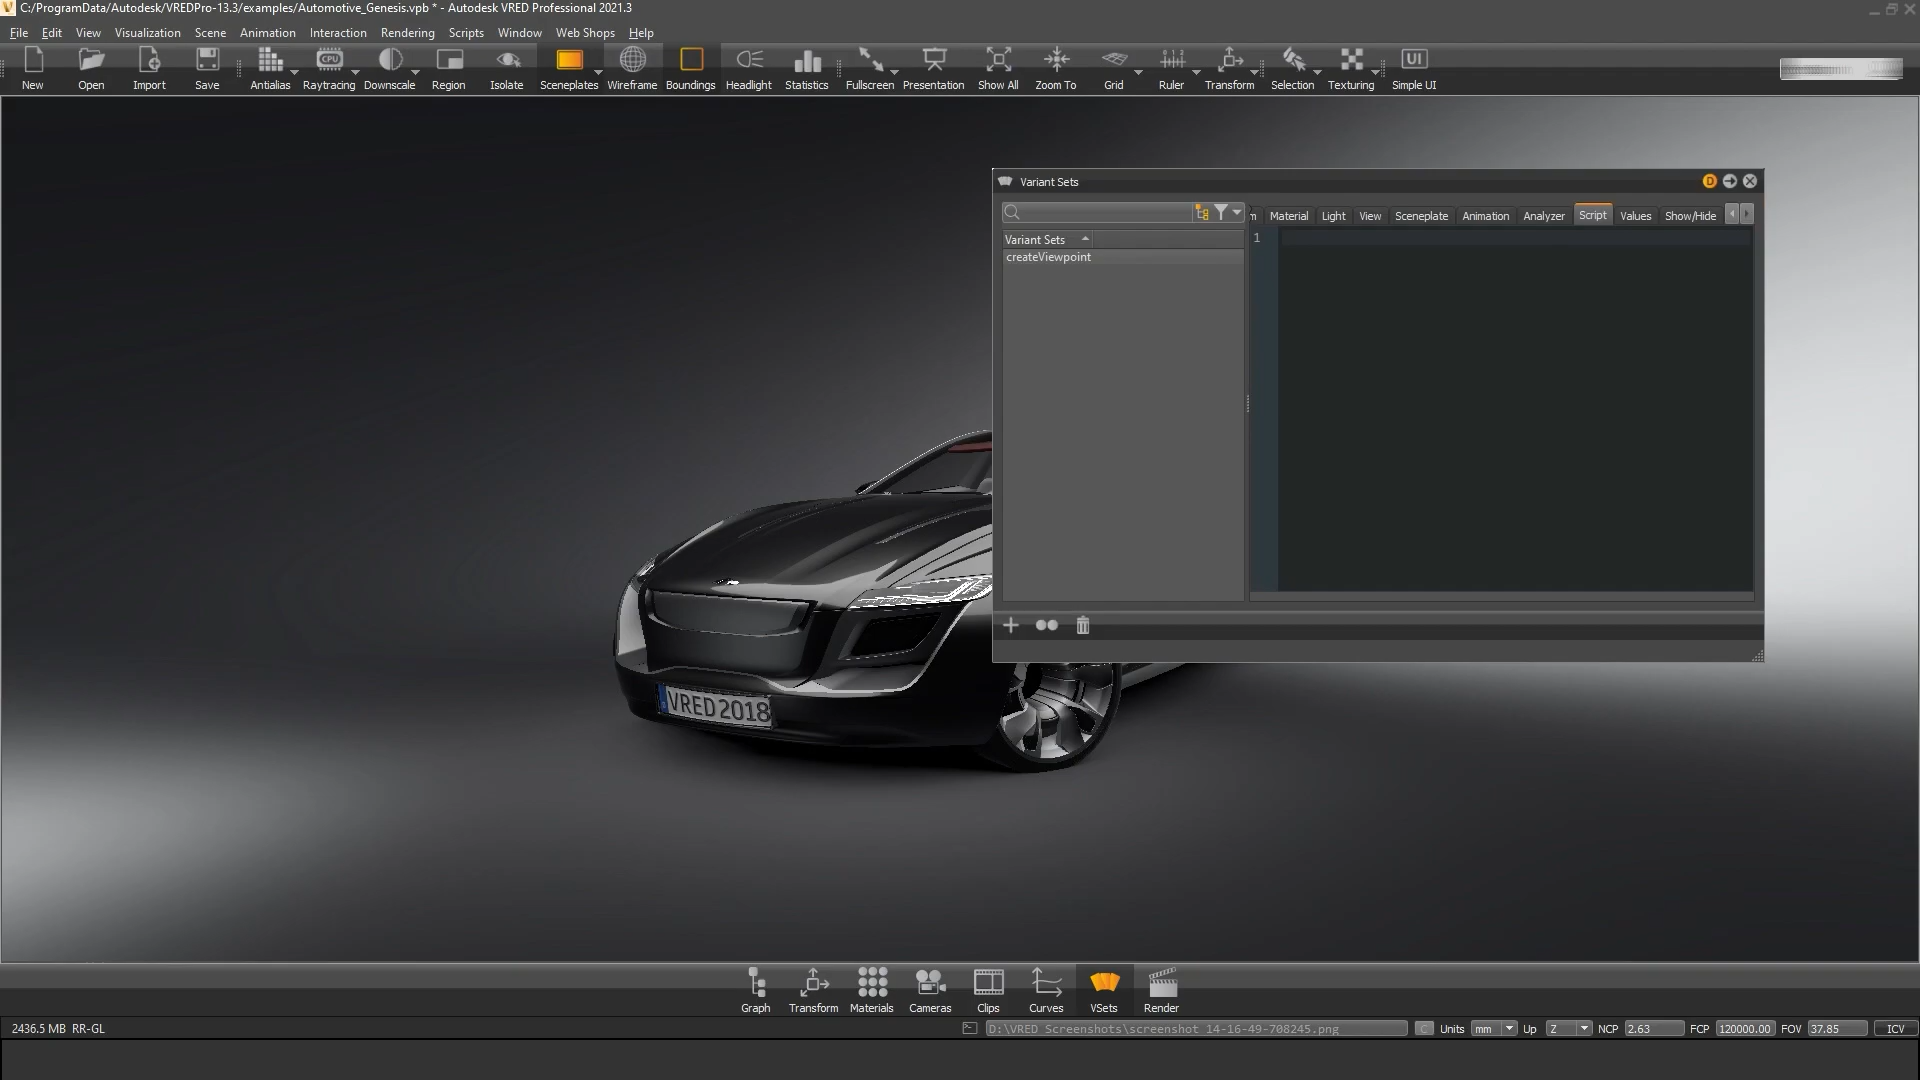 C:/ProgramData/Autodesk/VREDPro-13.3/examples/Automotive_Genesis.vpb * - Autodesk VRED Professional 2021.3
File Edit View Visualization Scene Animation Interaction Rendering Scripts Window Web Shops Help
CPU 0 1 2 UI
New Open Import Save Antialias Raytracing Downscale Region Isolate Sceneplates Wireframe Boundings Headlight Statistics Fullscreen Presentation Show All Zoom To Grid Ruler Transform Selection Texturing Simple UI
Variant Sets D
m Material Light View Sceneplate Animation Analyzer Script Values Show/Hide
Variant Sets
1
createViewpoint
VRED 2018
Graph Transform Materials Cameras Clips Curves VSets Render
2436.5 MB RR-GL D:\VRED Screenshots\screenshot 14-16-49-708245.png C Units mm Up Z NCP 2.63 FCP 120000.00 FOV 37.85 ICV